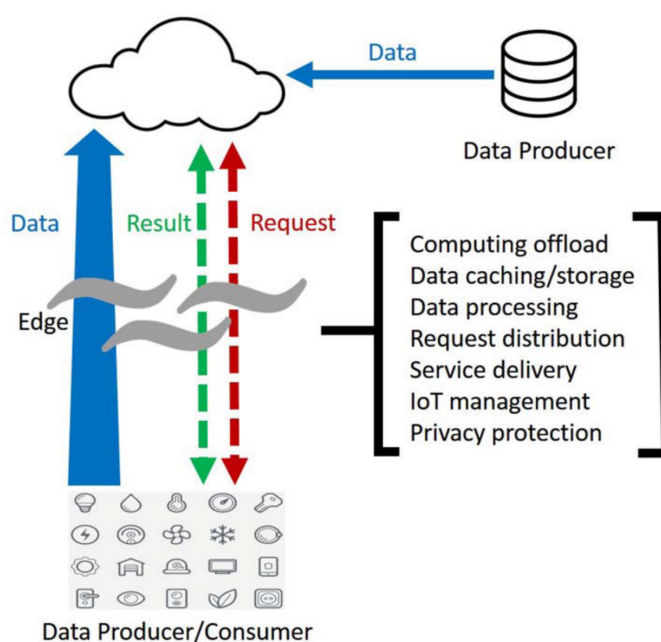 Data
Data Producer
Data
Result
Request
Edge
Computing offload
Data caching/storage
Data processing
Request distribution
Service delivery
IoT management
Privacy protection
Data Producer/Consumer